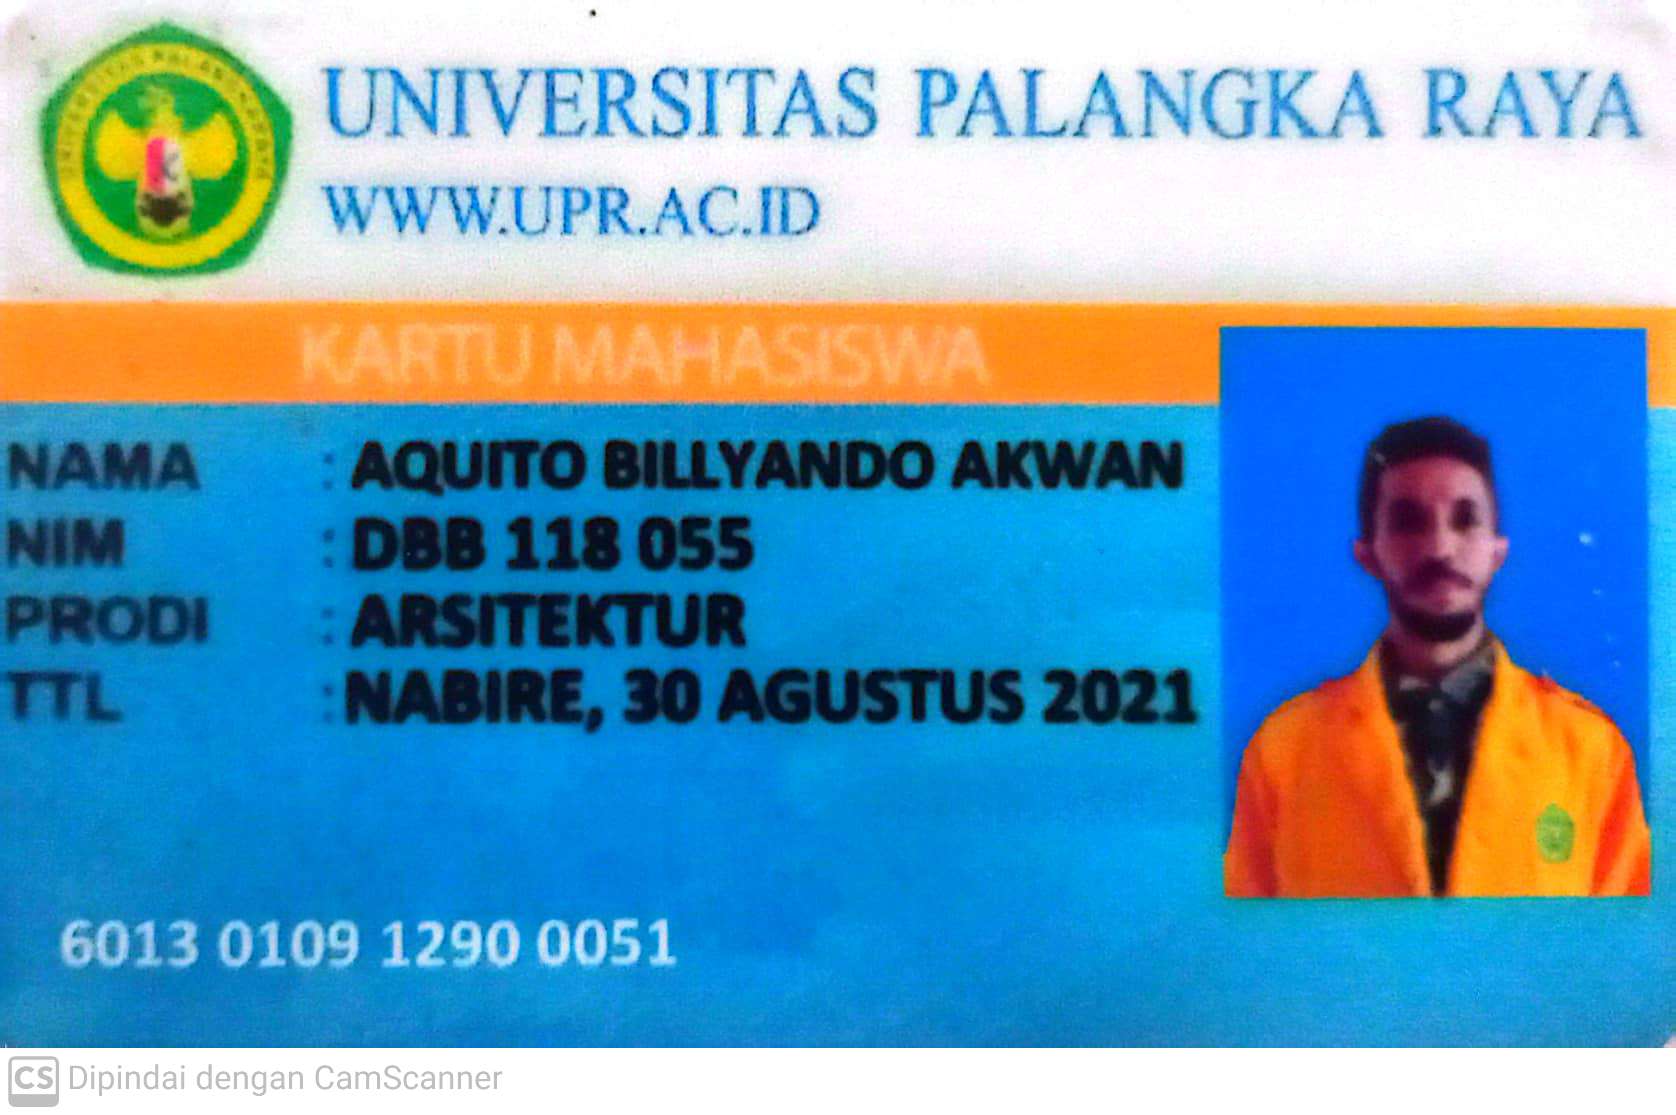 UNIVERSITAS PALANGKA RAYA
WWW.UPR.AC.ID
KARTU MAHASISWA
NAMA : AQUITO BILLYANDO AKWAN
NIM : DBB 118 055
PRODI : ARSITEKTUR
TTL : NABIRE, 30 AGUSTUS 2021
6013 0109 1290 0051
CS Dipindai dengan CamScanner